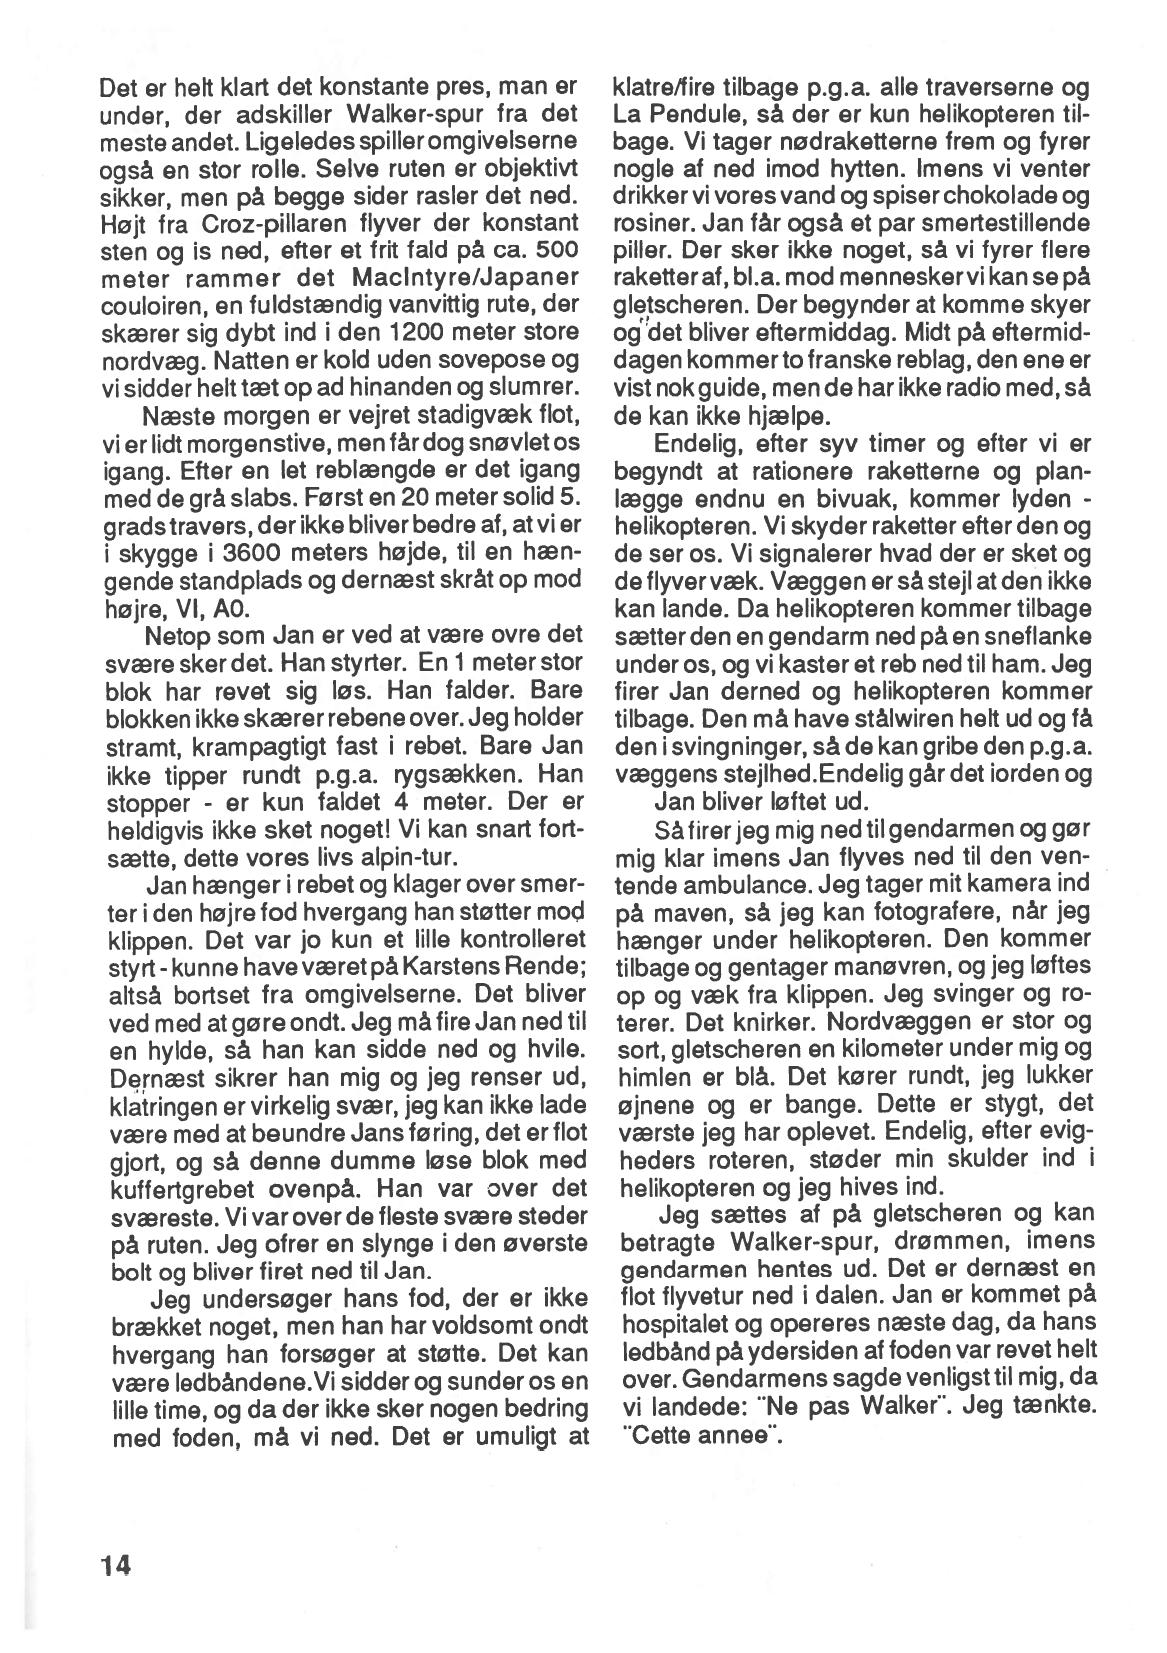 Det er helt klart det konstante pres, man er
under, der adskiller Walker-spur fra det
meste andet. Ligeledes spiller omgivelserne
også en stor rolle. Selve ruten er objektivt
sikker, men på begge sider rasler det ned.
Højt fra Croz-pillaren flyver der konstant
sten og is ned, efter et frit fald på ca. 500
meter rammer det MacIntyre/Japaner
couloiren, en fuldstændig vanvittig rute, der
skærer sig dybt ind i den 1200 meter store
nordvæg. Natten er kold uden sovepose og
vi sidder helt tæt op ad hinanden og slumrer.
Næste morgen er vejret stadigvæk flot,
vi er lidt morgenstive, men får dog snøvlet os
igang. Efter en let reblængde er det igang
med de grå slabs. Først en 20 meter solid 5.
grads travers, der ikke bliver bedre af, at vi er
i skygge i 3600 meters højde, til en hæn-
gende standplads og dernæst skråt op mod
højre, VI, AO.
Netop som Jan er ved at være ovre det
svære sker det. Han styrter. En 1 meter stor
blok har revet sig løs. Han falder. Bare
blokken ikke skærer rebene over. Jeg holder
stramt, krampagtigt fast i rebet. Bare Jan
ikke tipper rundt p.g.a. rygsækken. Han
stopper - er kun faldet 4 meter. Der er
heldigvis ikke sket noget! Vi kan snart fort-
sætte, dette vores livs alpin-tur.
Jan hænger i rebet og klager over smer-
ter i den højre fod hvergang han støtter mod
klippen. Det var jo kun et lille kontrolleret
styrt - kunne have været på Karstens Rende;
altså bortset fra omgivelserne. Det bliver
ved med at gøre ondt. Jeg må fire Jan ned til
en hylde, så han kan sidde ned og hvile.
Dernæst sikrer han mig og jeg renser ud,
klatringen er virkelig svær, jeg kan ikke lade
være med at beundre Jans føring, det er flot
gjort, og så denne dumme løse blok med
kuffertgrebet ovenpå. Han var over det
sværeste. Vi var over de fleste svære steder
på ruten. Jeg ofrer en slynge i den øverste
bolt og bliver firet ned til Jan.
Jeg undersøger hans fod, der er ikke
brækket noget, men han har voldsomt ondt
hvergang han forsøger at støtte. Det kan
være ledbåndene.Vi sidder og sunder os en
lille time, og da der ikke sker nogen bedring
med foden, må vi ned. Det er umuligt at
klatre/fire tilbage p.g.a. alle traverserne og
La Pendule, så der er kun helikopteren til-
bage. Vi tager nødraketterne frem og fyrer
nogle af ned imod hytten. Imens vi venter
drikker vi vores vand og spiser chokolade og
rosiner. Jan får også et par smertestillende
piller. Der sker ikke noget, så vi fyrer flere
raketter af, bl.a. mod mennesker vi kan se på
gletscheren. Der begynder at komme skyer
og det bliver eftermiddag. Midt på eftermid-
dagen kommer to franske reblag, den ene er
vist nok guide, men de har ikke radio med, så
de kan ikke hjælpe.
Endelig, efter syv timer og efter vi er
begyndt at rationere raketterne og plan-
lægge endnu en bivuak, kommer lyden -
helikopteren. Vi skyder raketter efter den og
de ser os. Vi signalerer hvad der er sket og
de flyver væk. Væggen er så stejl at den ikke
kan lande. Da helikopteren kommer tilbage
sætter den en gendarm ned på en sneflanke
under os, og vi kaster et reb ned til ham. Jeg
firer Jan derned og helikopteren kommer
tilbage. Den må have stålwiren helt ud og få
den i svingninger, så de kan gribe den p.g.a.
væggens stejlhed.Endelig går det iorden og
Jan bliver løftet ud.
Så firer jeg mig ned til gendarmen og gør
mig klar imens Jan flyves ned til den ven-
tende ambulance. Jeg tager mit kamera ind
på maven, så jeg kan fotografere, når jeg
hænger under helikopteren. Den kommer
tilbage og gentager manøvren, og jeg løftes
op og væk fra klippen. Jeg svinger og ro-
terer. Det knirker. Nordvæggen er stor og
sort, gletscheren en kilometer under mig og
himlen er blå. Det kører rundt, jeg lukker
øjnene og er bange. Dette er stygt, det
værste jeg har oplevet. Endelig, efter evig-
heders roteren, støder min skulder ind i
helikopteren og jeg hives ind.
Jeg sættes af på gletscheren og kan
betragte Walker-spur, drømmen, imens
gendarmen hentes ud. Det er dernæst en
flot flyvetur ned i dalen. Jan er kommet på
hospitalet og opereres næste dag, da hans
ledbånd på ydersiden af foden var revet helt
over. Gendarmens sagde venligst til mig, da
vi landede: ¨Ne pas Walker¨. Jeg tænkte.
¨Cette annee¨.
14